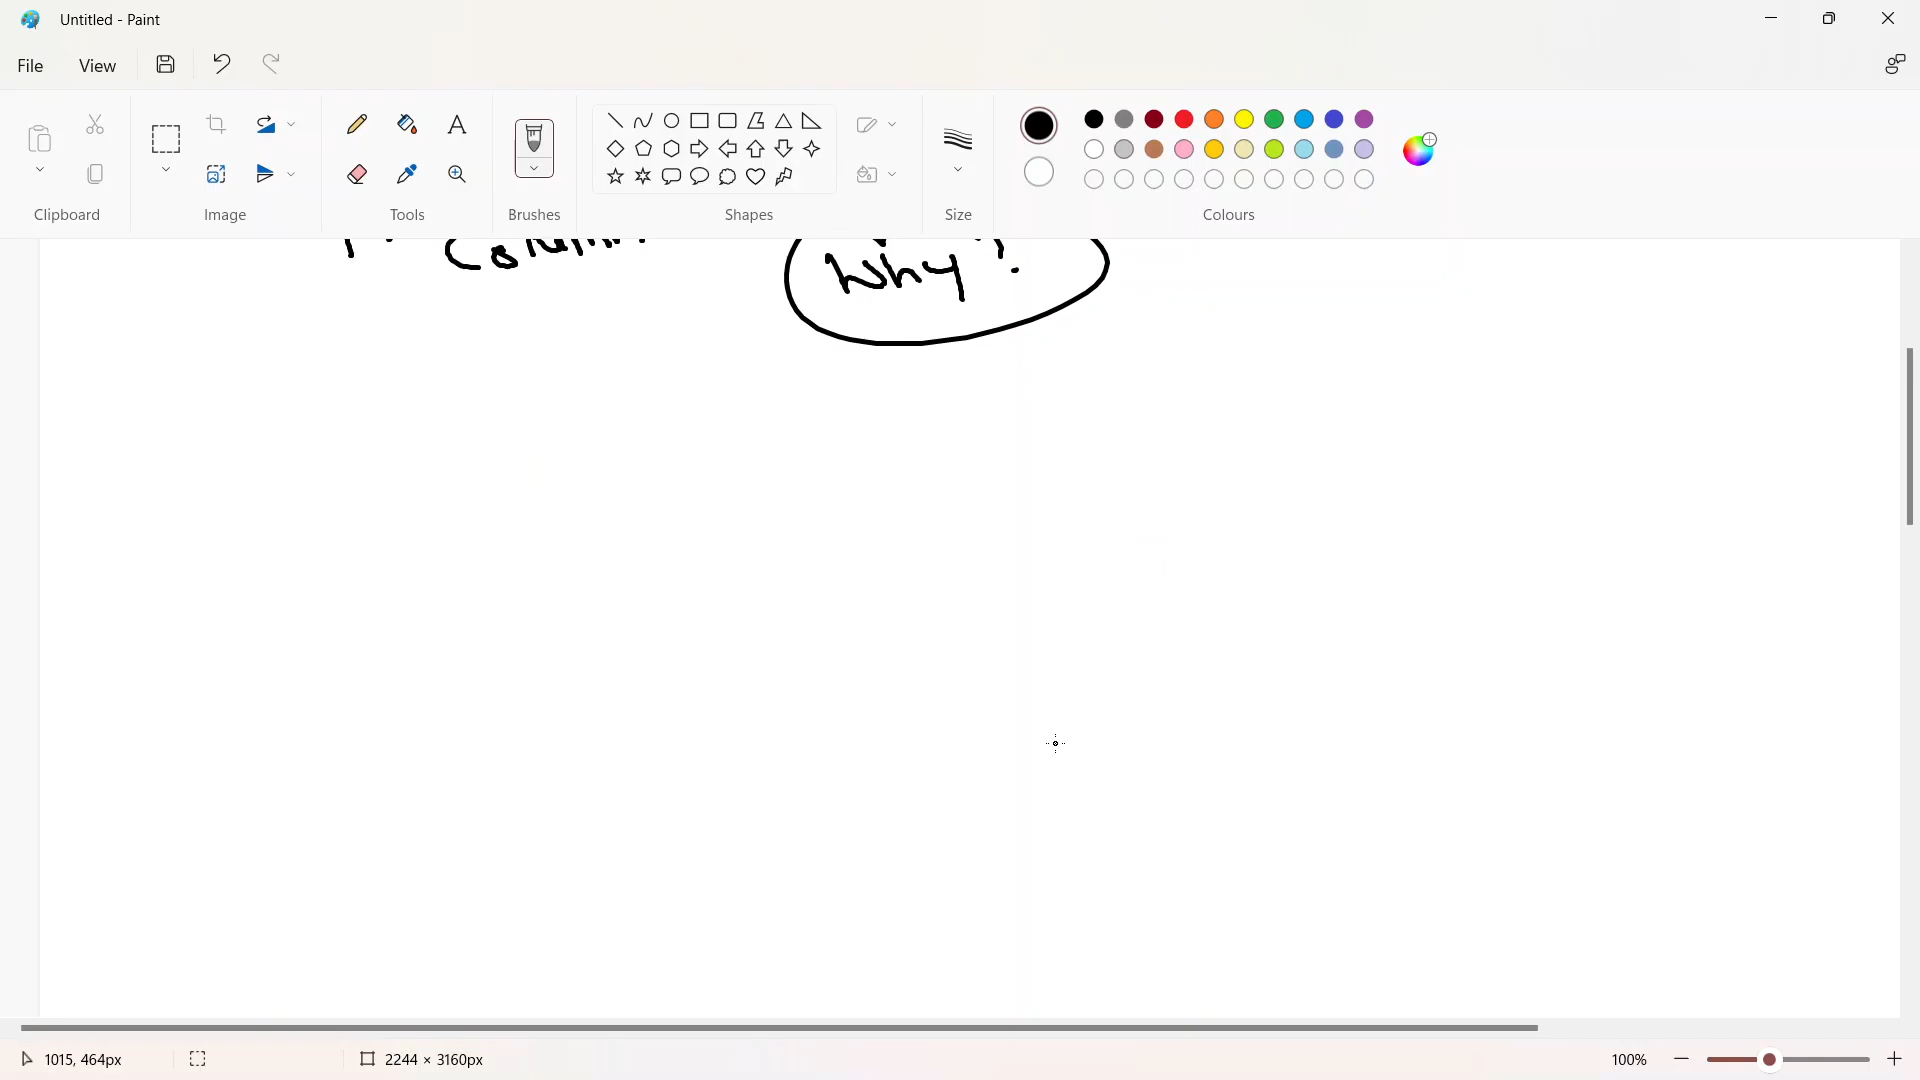 Untitled - Paint
File View
Clipboard Image Tools Brushes Shapes Size Colours
Why?
1015, 464px 2244 × 3160px 100%